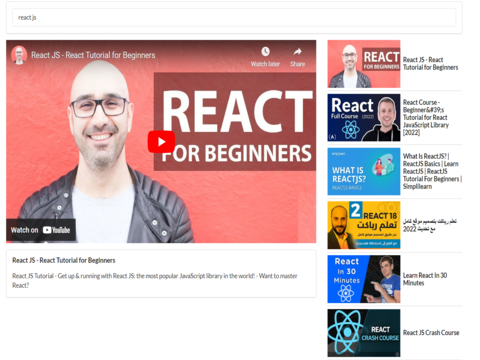 react js
React JS - React Tutorial for Beginners
Watch later
Share
REACT
FOR BEGINNERS
Watch on YouTube
React JS - React Tutorial for Beginners
React JS Tutorial - Get up & running with React JS: the most popular JavaScript library in the world! - Want to master
React?
REACT
FOR BEGINNERS
React JS - React
Tutorial for Beginners
React
Full Course
(2022)
React Course -
Beginner&#39;s
Tutorial for React
JavaScript Library
[2022]
WHAT IS
REACTJS?
What Is ReactJS? |
ReactJS Basics | Learn
ReactJS | ReactJS
Tutorial For Beginners |
Simplilearn
2 REACT 18
تعلم رياكت
تعلم رياكت بتصميم موقع كامل
مع تحديث 2022
React
In 30
Minutes
Learn React In 30
Minutes
REACT
CRASH COURSE
React JS Crash Course